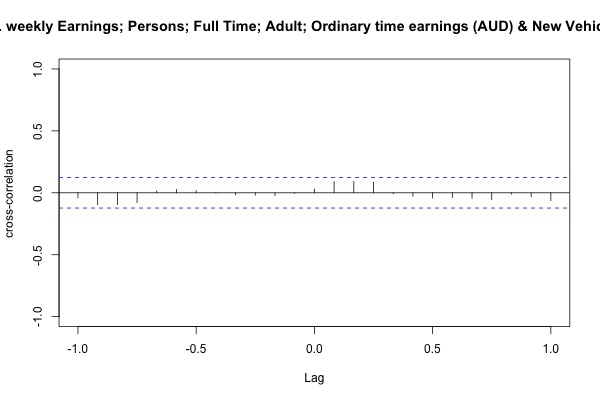 weekly Earnings; Persons; Full Time; Adult; Ordinary time earnings (AUD) & New
1.0
0.5
0.0
-0.5
-1.0
cross-correlation
-1.0 -0.5 0.0 0.5 1.0
Lag